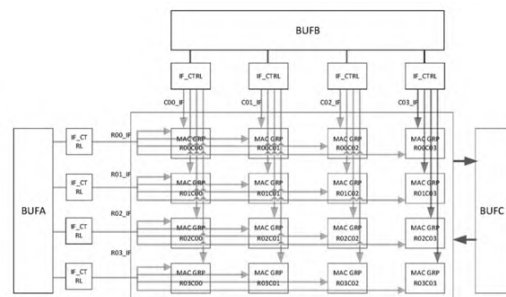 BUFB
IF_CTRL IF_CTRL IF_CTRL IF_CTRL
C00_IF C01_IF C02_IF C03_IF
BUFA
IF_CT
RL
R00_IF
MAC GRP
R00C00
MAC GRP
R00C01
MAC GRP
R00C02
MAC GRP
R00C03
IF_CT
RL
R01_IF
MAC GRP
R01C00
MAC GRP
R01C01
MAC GRP
R01C02
MAC GRP
R01C03
IF_CT
RL
R02_IF
MAC GRP
R02C00
MAC GRP
R02C01
MAC GRP
R02C02
MAC GRP
R02C03
IF_CT
RL
R03_IF
MAC GRP
R03C00
MAC GRP
R03C01
MAC GRP
R03C02
MAC GRP
R03C03
BUFC